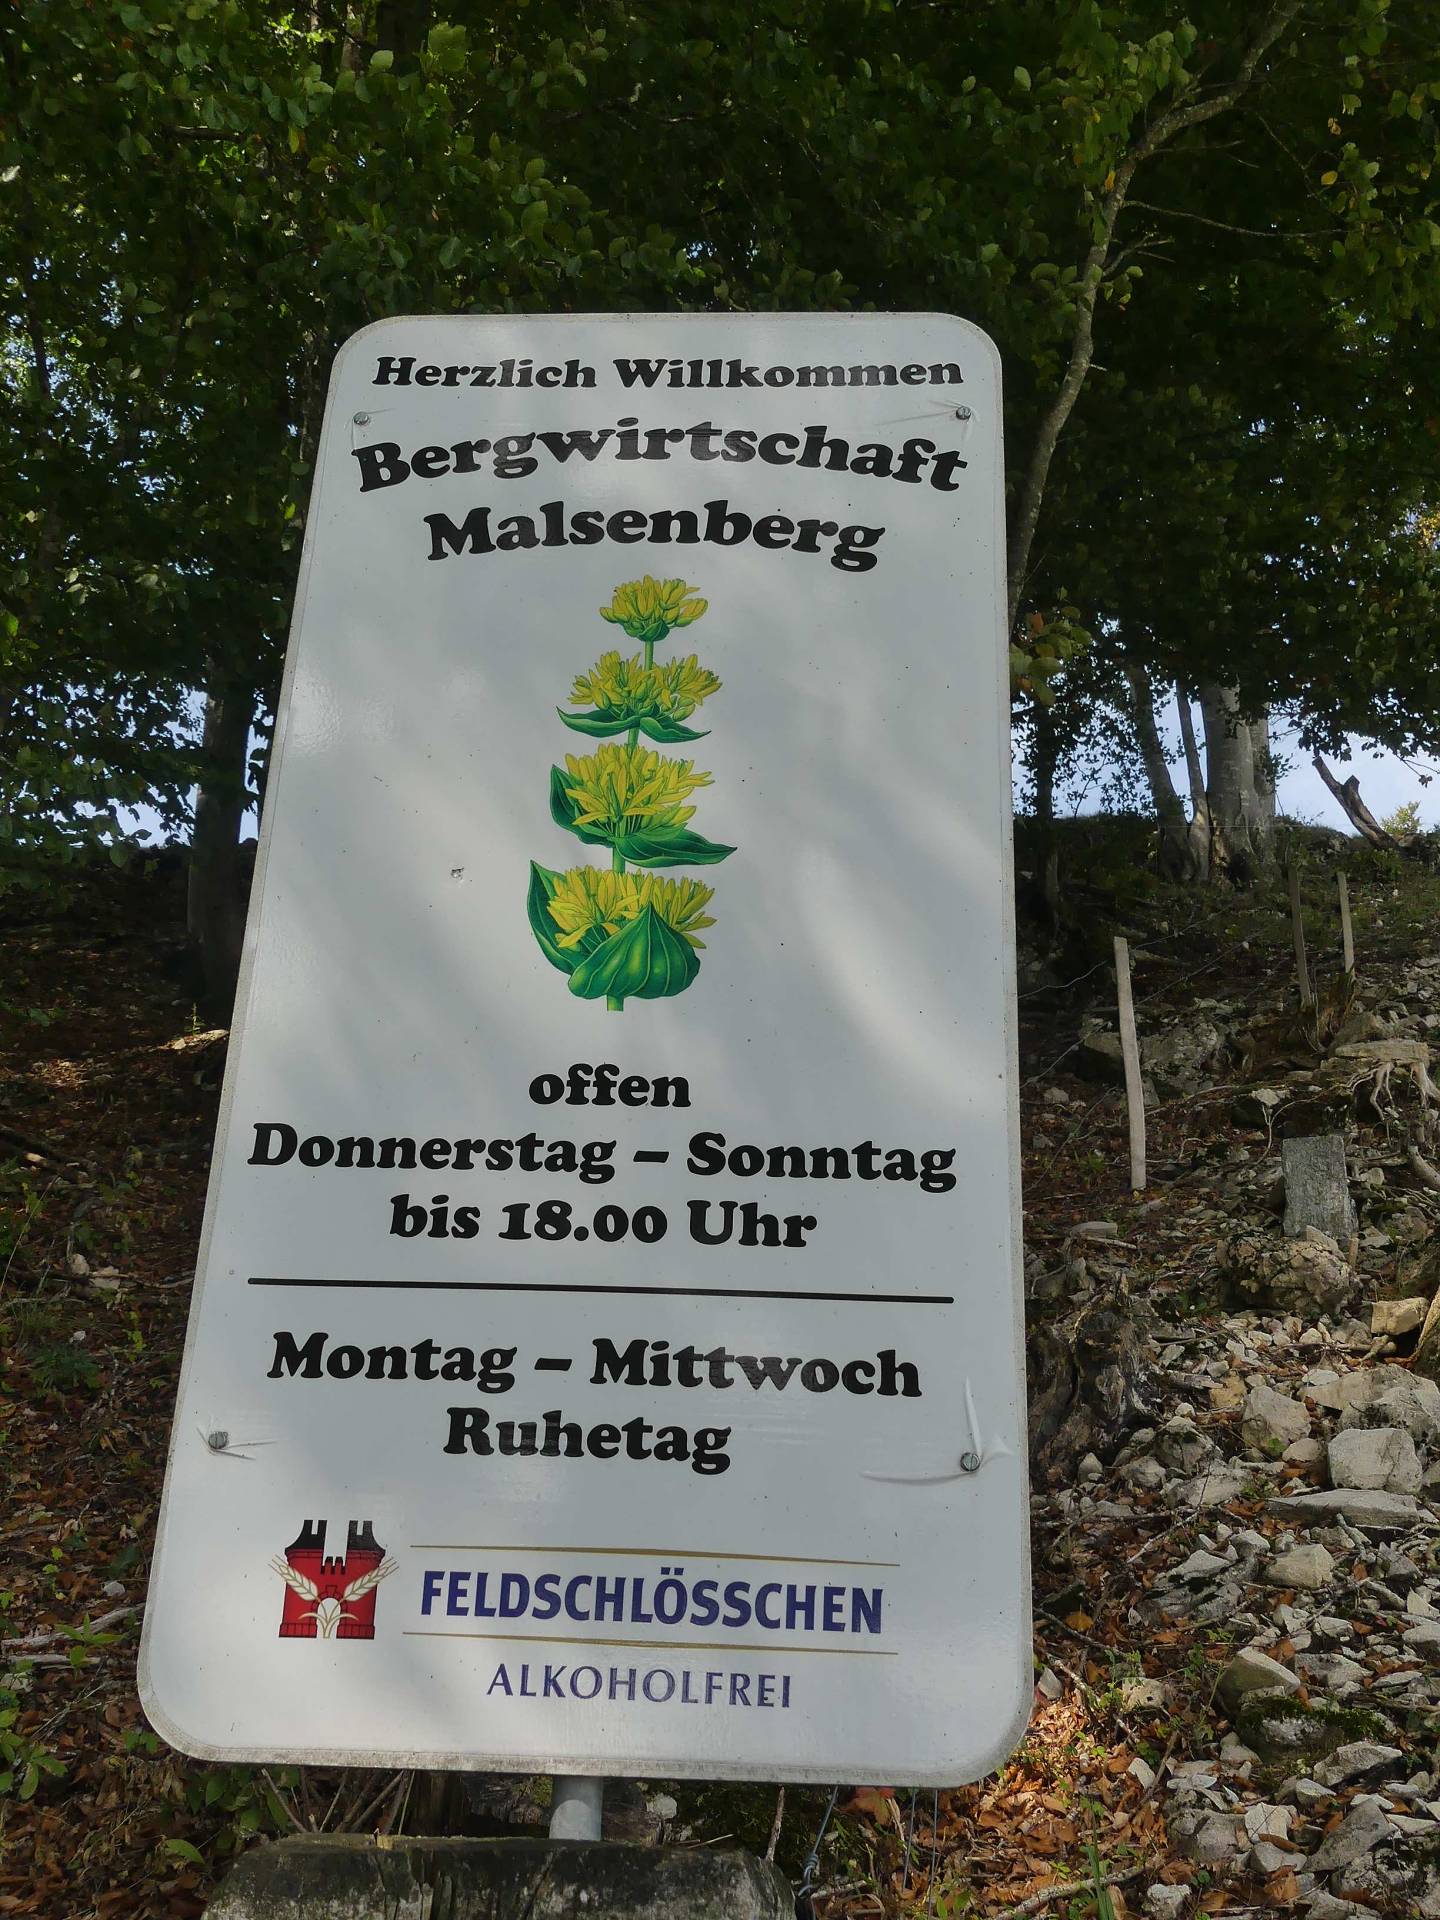 Herzlich Willkommen
Bergwirtschaft
Malsenberg
offen
Donnerstag – Sonntag
bis 18.00 Uhr
Montag – Mittwoch
Ruhetag
FELDSCHLÖSSCHEN
ALKOHOLFREI